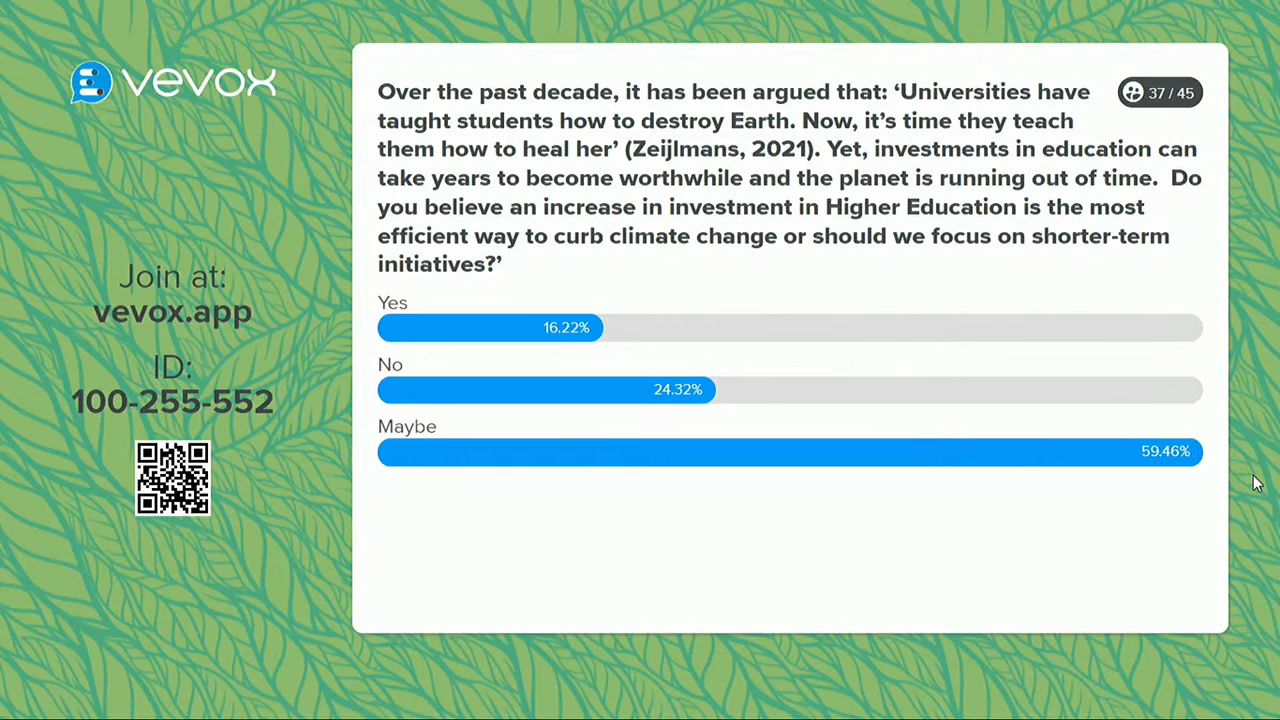 vevox
Join at:
vevox.app
ID:
100-255-552
Over the past decade, it has been argued that: ‘Universities have
37 / 45
taught students how to destroy Earth. Now, it’s time they teach
them how to heal her’ (Zeijlmans, 2021). Yet, investments in education can
take years to become worthwhile and the planet is running out of time.  Do
you believe an increase in investment in Higher Education is the most
efficient way to curb climate change or should we focus on shorter-term
initiatives?’
Yes
16.22%
No
24.32%
Maybe
59.46%